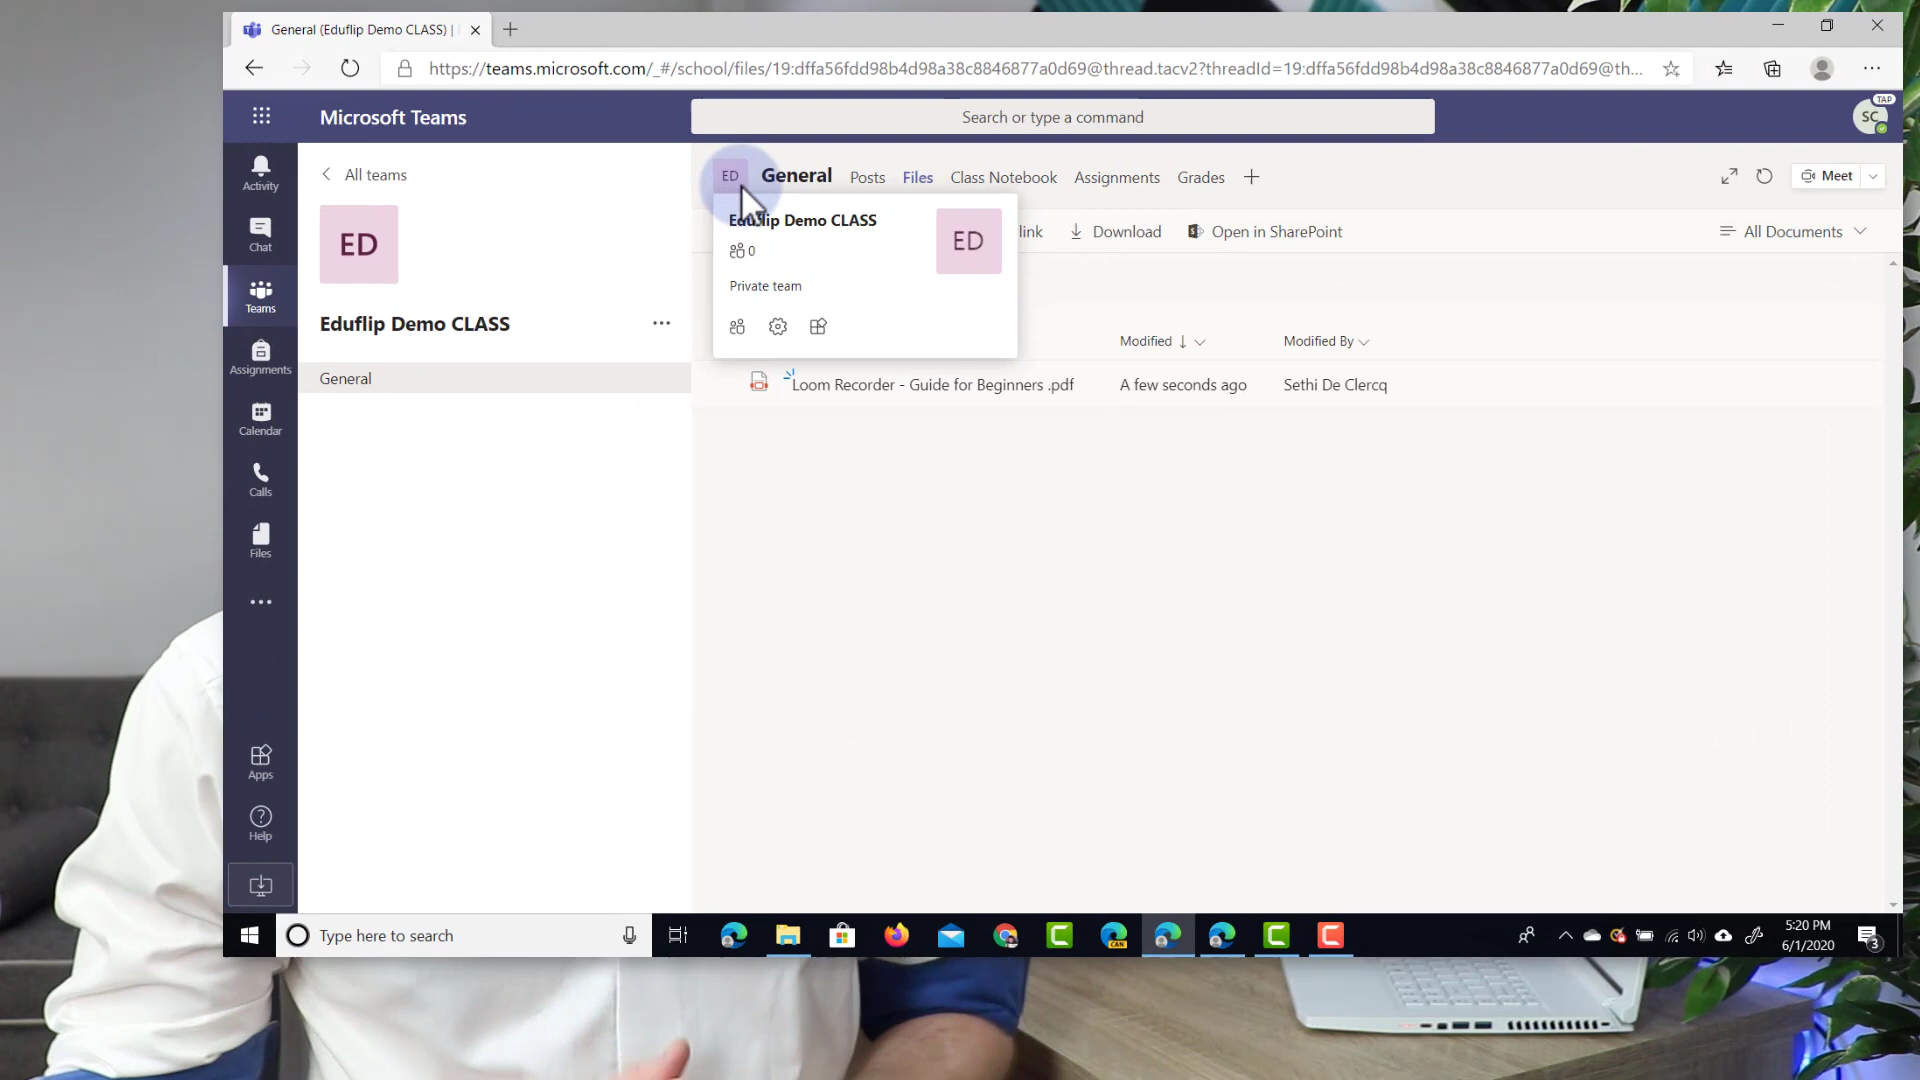 General (Eduflip Demo CLASS) |
https://teams.microsoft.com/_#/school/files/19:dffa56fdd98b4d98a38c8846877a0d69@thread.tacv2?threadId=19:dffa56fdd98b4d98a38c8846877a0d69@th...
Microsoft Teams
Search or type a command
TAP
SC
Activity
Chat
Teams
Assignments
Calendar
Calls
Files
Apps
Help
All teams
ED
Eduflip Demo CLASS
General
ED
General
Posts
Files
Class Notebook
Assignments
Grades
Meet
Eduflip Demo CLASS
ED
0
Private team
link
Download
Open in SharePoint
All Documents
Modified
Modified By
Loom Recorder - Guide for Beginners .pdf
A few seconds ago
Sethi De Clercq
Type here to search
CAN
5:20 PM
6/1/2020
3